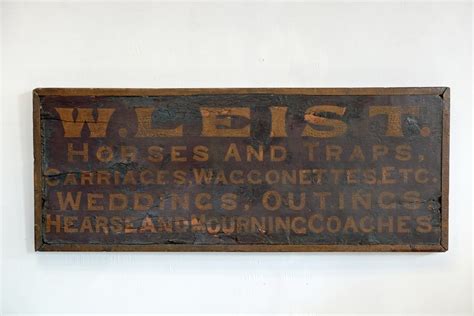 W. LEIST.
HORSES AND TRAPS,
CARRIAGES, WAGGONETTES, ETC.
WEDDINGS, OUTINGS,
HEARSE AND MOURNING COACHES.